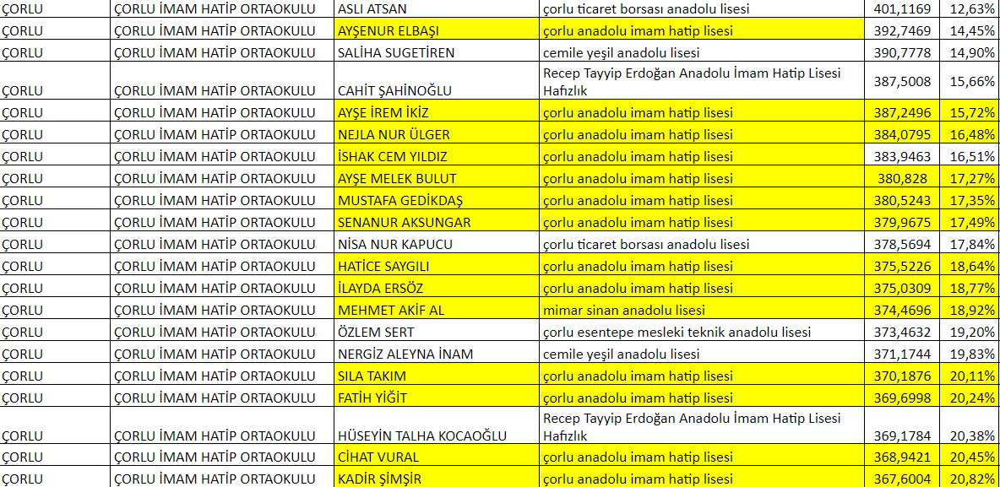 ÇORLU ÇORLU İMAM HATİP ORTAOKULU ASLI ATSAN çorlu ticaret borsası anadolu lisesi 401,1169 12,63%
ÇORLU ÇORLU İMAM HATİP ORTAOKULU AYŞENUR ELBAŞI çorlu anadolu imam hatip lisesi 392,7469 14,45%
ÇORLU ÇORLU İMAM HATİP ORTAOKULU SALİHA SUGETİREN cemile yeşil anadolu lisesi 390,7778 14,90%
Recep Tayyip Erdoğan Anadolu İmam Hatip Lisesi
ÇORLU ÇORLU İMAM HATİP ORTAOKULU CAHİT ŞAHİNOĞLU Hafızlık 387,5008 15,66%
ÇORLU ÇORLU İMAM HATİP ORTAOKULU AYŞE İREM İKİZ çorlu anadolu imam hatip lisesi 387,2496 15,72%
ÇORLU ÇORLU İMAM HATİP ORTAOKULU NEJLA NUR ÜLGER çorlu anadolu imam hatip lisesi 384,0795 16,48%
ÇORLU ÇORLU İMAM HATİP ORTAOKULU İSHAK CEM YILDIZ çorlu anadolu imam hatip lisesi 383,9463 16,51%
ÇORLU ÇORLU İMAM HATİP ORTAOKULU AYŞE MELEK BULUT çorlu anadolu imam hatip lisesi 380,828 17,27%
ÇORLU ÇORLU İMAM HATİP ORTAOKULU MUSTAFA GEDİKDAŞ çorlu anadolu imam hatip lisesi 380,5243 17,35%
ÇORLU ÇORLU İMAM HATİP ORTAOKULU SENANUR AKSUNGAR çorlu anadolu imam hatip lisesi 379,9675 17,49%
ÇORLU ÇORLU İMAM HATİP ORTAOKULU NİSA NUR KAPUCU çorlu ticaret borsası anadolu lisesi 378,5694 17,84%
ÇORLU ÇORLU İMAM HATİP ORTAOKULU HATİCE SAYGILI çorlu anadolu imam hatip lisesi 375,5226 18,64%
ÇORLU ÇORLU İMAM HATİP ORTAOKULU İLAYDA ERSÖZ çorlu anadolu imam hatip lisesi 375,0309 18,77%
ÇORLU ÇORLU İMAM HATİP ORTAOKULU MEHMET AKİF AL mimar sinan anadolu lisesi 374,4696 18,92%
ÇORLU ÇORLU İMAM HATİP ORTAOKULU ÖZLEM SERT çorlu esentepe mesleki teknik anadolu lisesi 373,4632 19,20%
ÇORLU ÇORLU İMAM HATİP ORTAOKULU NERGİZ ALEYNA İNAM cemile yeşil anadolu lisesi 371,1744 19,83%
ÇORLU ÇORLU İMAM HATİP ORTAOKULU SILA TAKIM çorlu anadolu imam hatip lisesi 370,1876 20,11%
ÇORLU ÇORLU İMAM HATİP ORTAOKULU FATİH YİĞİT çorlu anadolu imam hatip lisesi 369,6998 20,24%
Recep Tayyip Erdoğan Anadolu İmam Hatip Lisesi
ÇORLU ÇORLU İMAM HATİP ORTAOKULU HÜSEYİN TALHA KOCAOĞLU Hafızlık 369,1784 20,38%
ÇORLU ÇORLU İMAM HATİP ORTAOKULU CİHAT VURAL çorlu anadolu imam hatip lisesi 368,9421 20,45%
ÇORLU ÇORLU İMAM HATİP ORTAOKULU KADİR ŞİMŞİR çorlu anadolu imam hatip lisesi 367,6004 20,82%